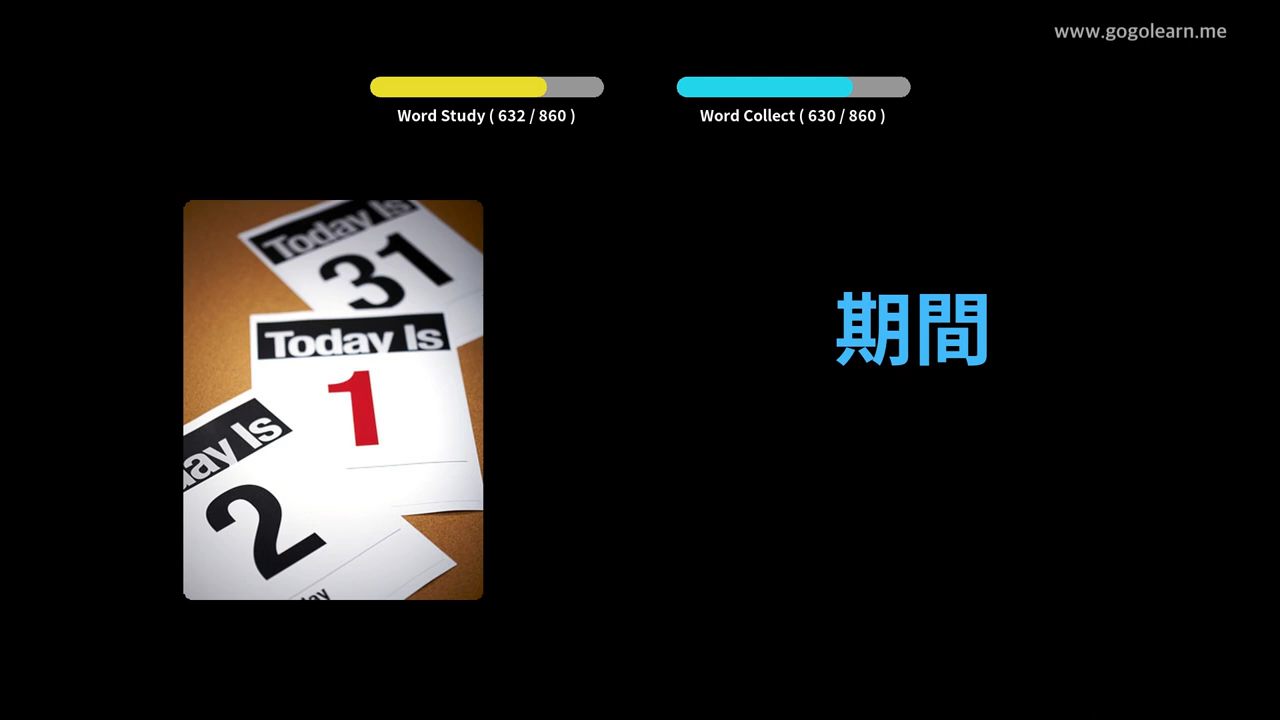 www.gogolearn.me
Word Study ( 632 / 860 )
Word Collect ( 630 / 860 )
Today Is
31
Today Is
1
ay Is
2
期間